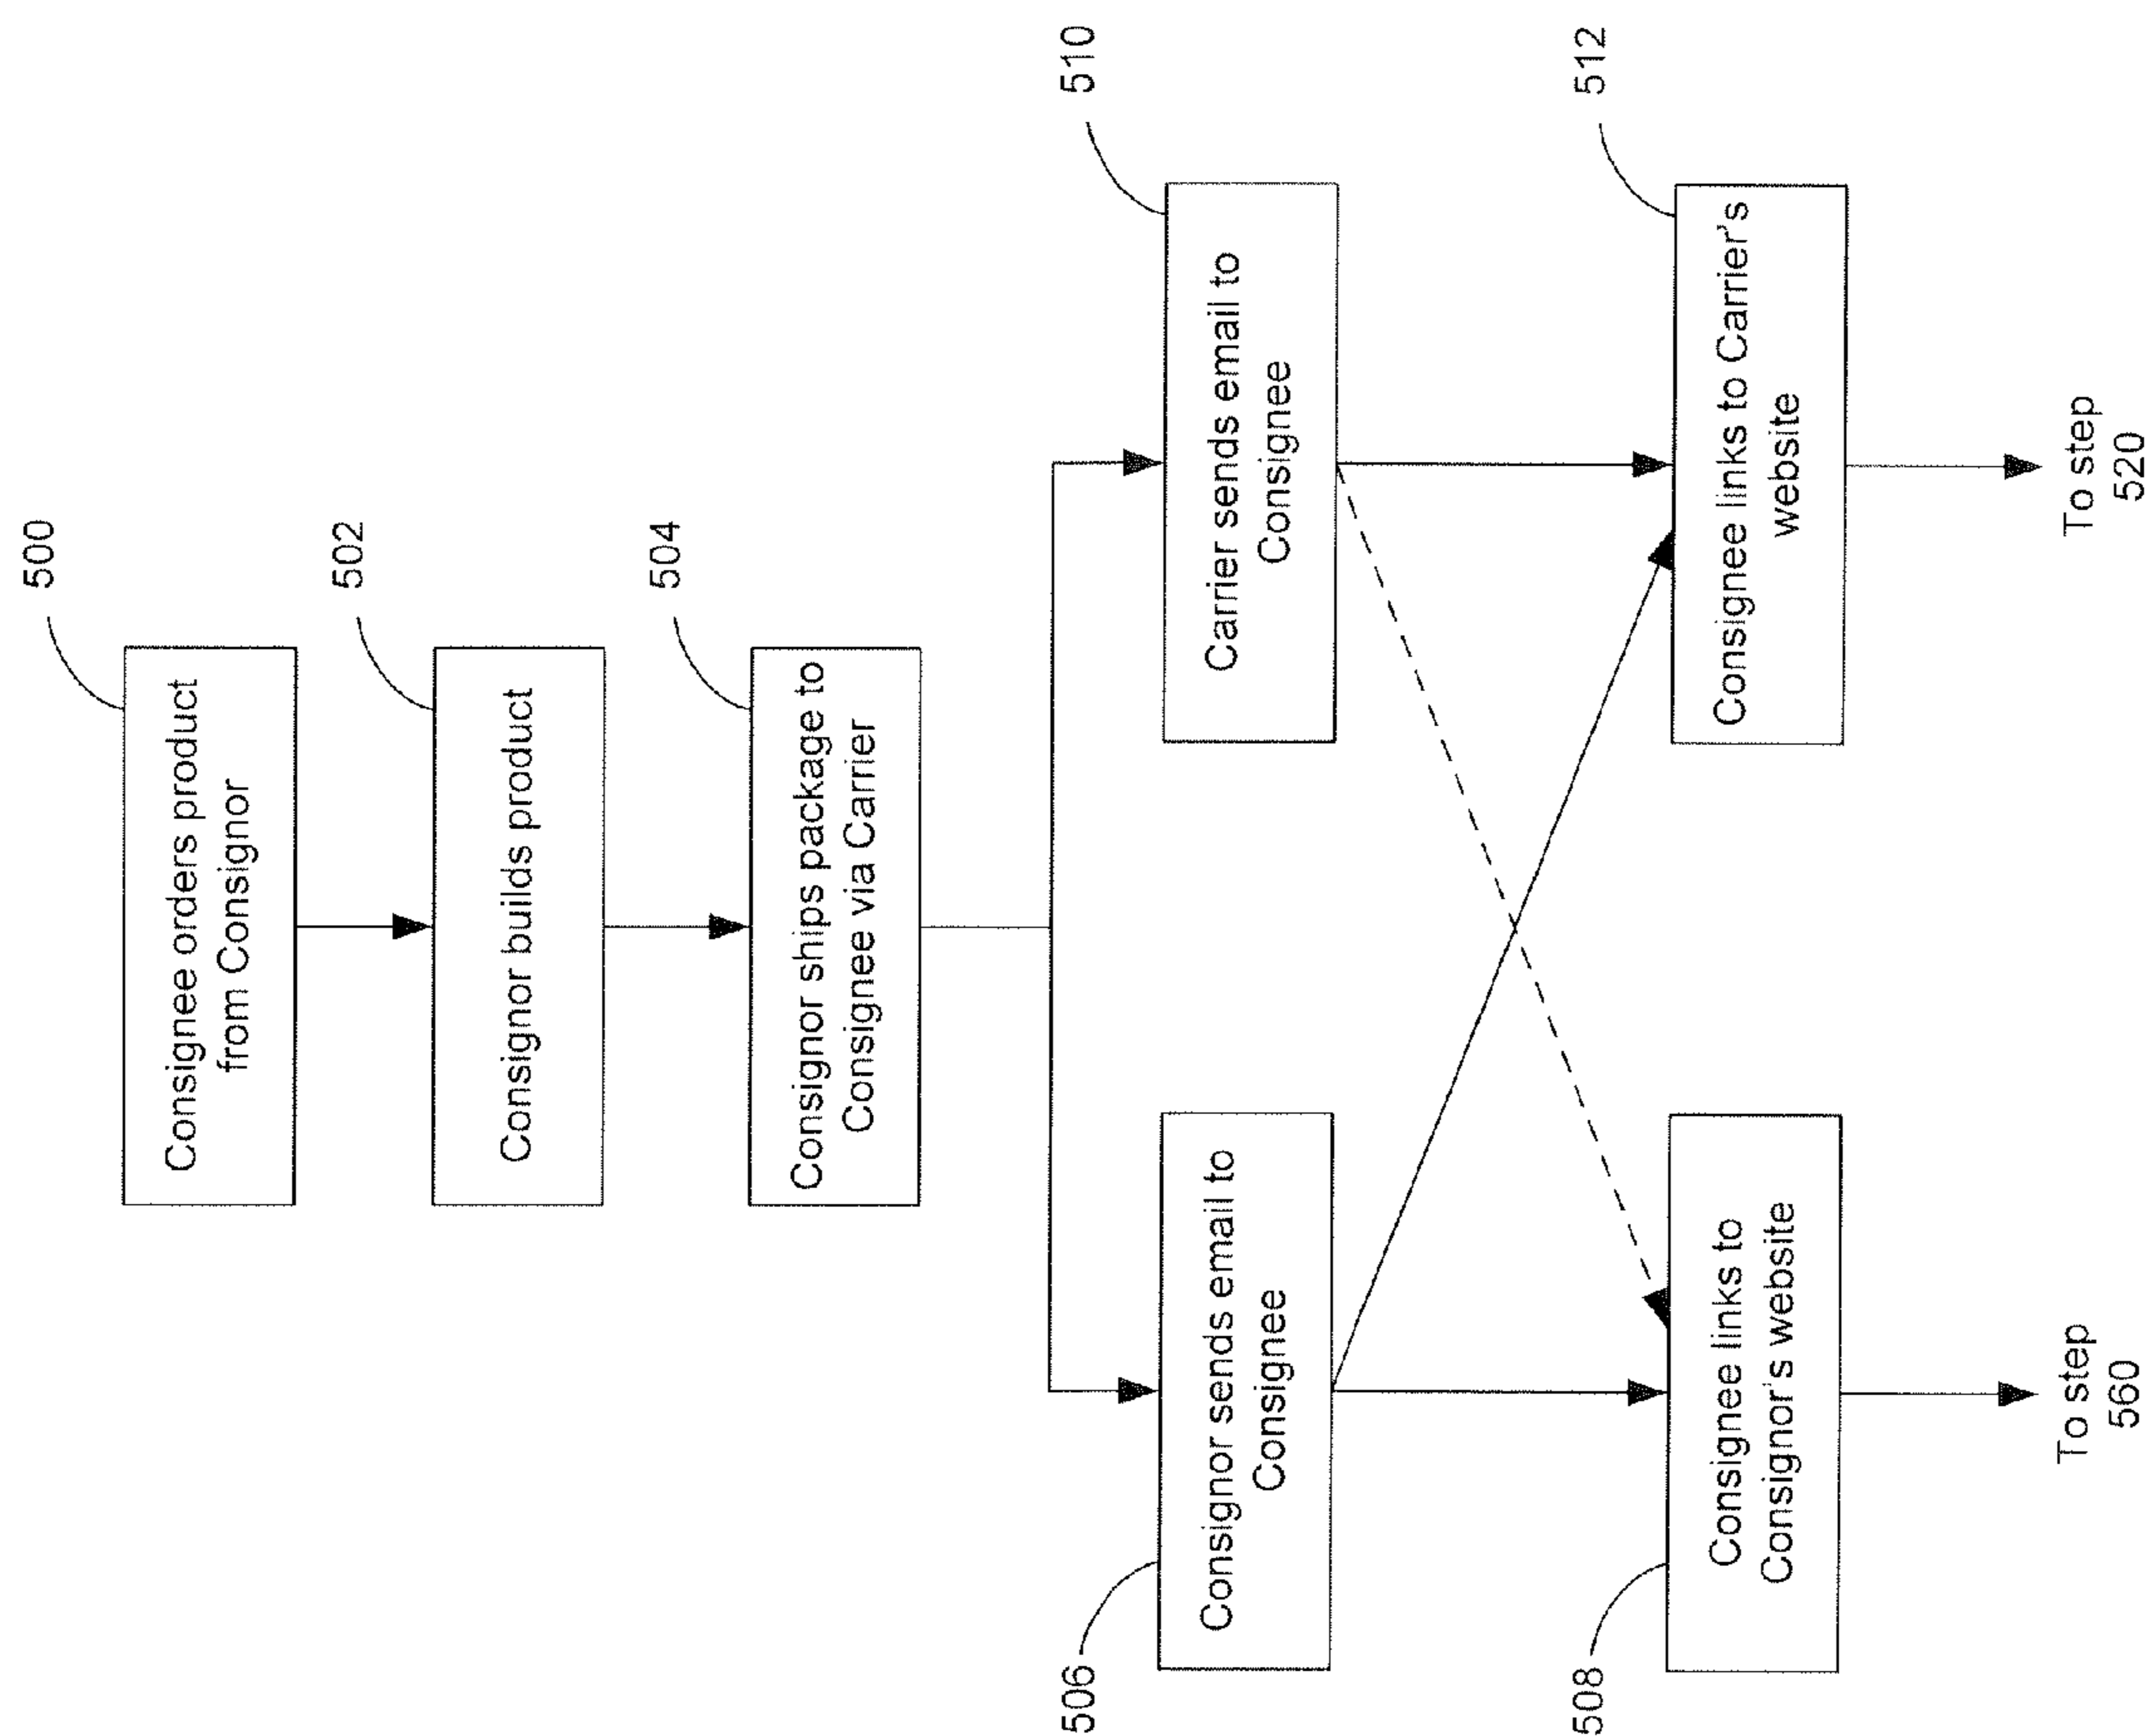 500
Consignee orders product
from Consignor
502
Consignor builds product
504
Consignor ships package to
Consignee via Carrier
506
Consignor sends email to
Consignee
510
Carrier sends email to
Consignee
508
Consignee links to
Consignor's website
512
Consignee links to Carrier's
website
To step
560
To step
520